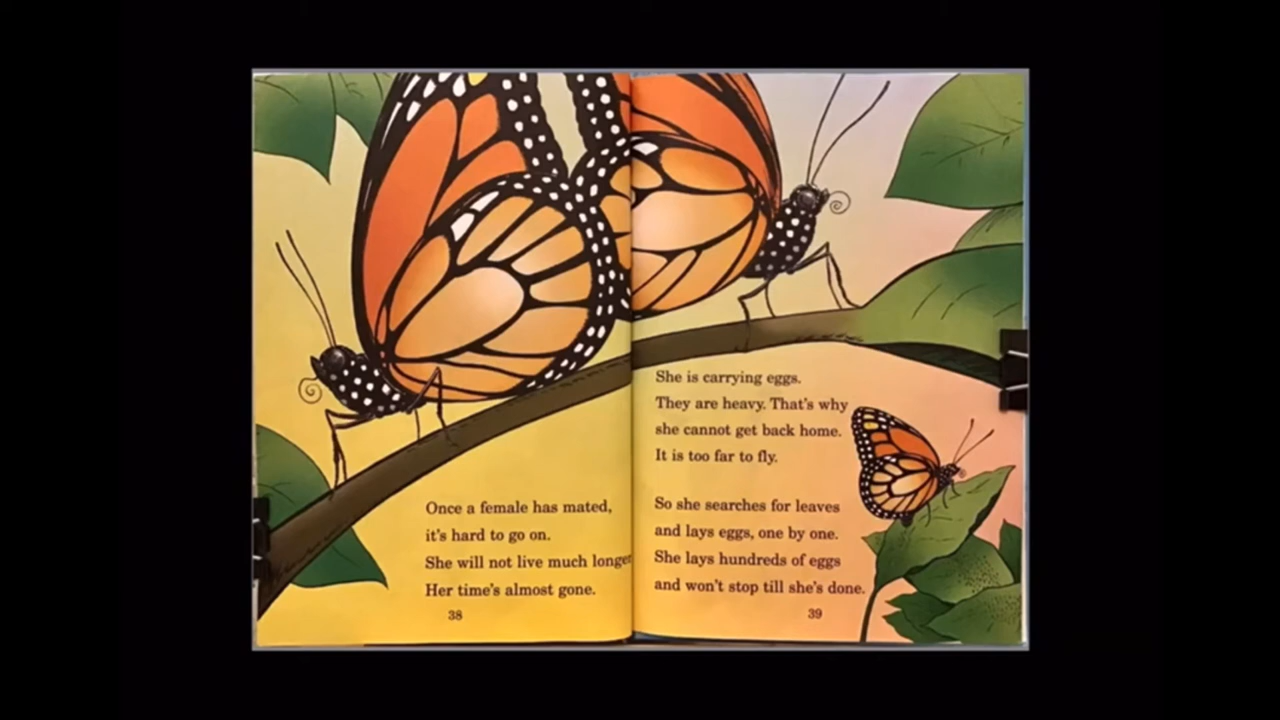 Once a female has mated,
it's hard to go on.
She will not live much longer
Her time's almost gone.
38
She is carrying eggs.
They are heavy. That's why
she cannot get back home.
It is too far to fly.
So she searches for leaves
and lays eggs, one by one.
She lays hundreds of eggs
and won't stop till she's done.
39